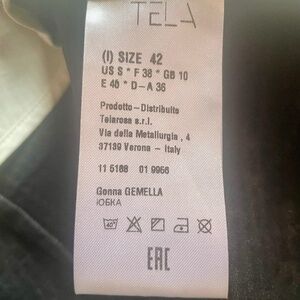 TELA
(I) SIZE 42
US S * F 38 * GB 10
E 40 * D-A 36
Prodotto - Distribuito
Telarosa s.r.l.
Via della Metallurgia , 4
37139 Verona - Italy
11 5188 01 9956
Gonna GEMELLA
ЮБКА
40°
EAC